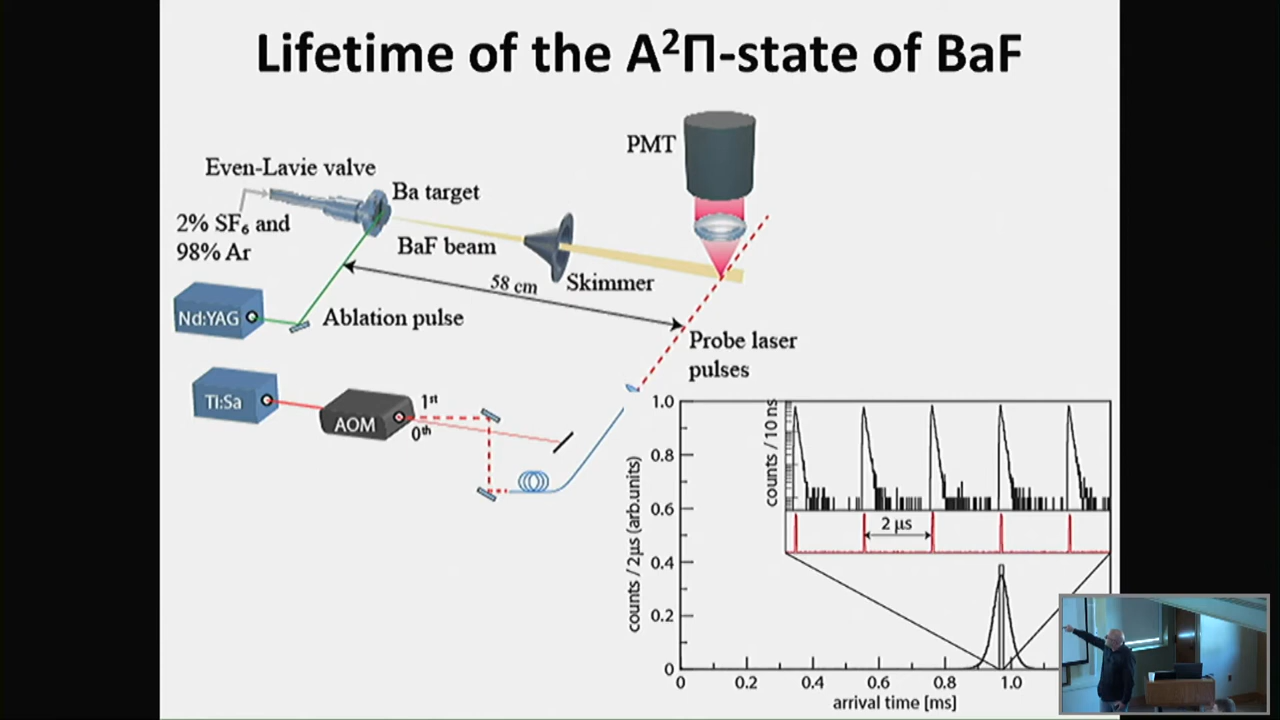 Lifetime of the A²Π-state of BaF
PMT
Even-Lavie valve
Ba target
2% SF₆ and
98% Ar
BaF beam
Skimmer
58 cm
Nd:YAG
Ablation pulse
Probe laser
pulses
Ti:Sa
AOM
1st
0th
counts / 10 ns
2 µs
counts / 2µs (arb.units)
1.0
0.8
0.6
0.4
0.2
0
0
0.2
0.4
0.6
0.8
1.0
arrival time [ms]